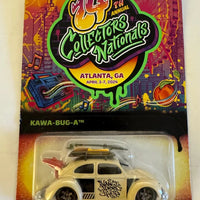 24TH
ANNUAL
Collectors
Nationals
ATLANTA, GA
APRIL 3-7, 2024
KAWA-BUG-A™